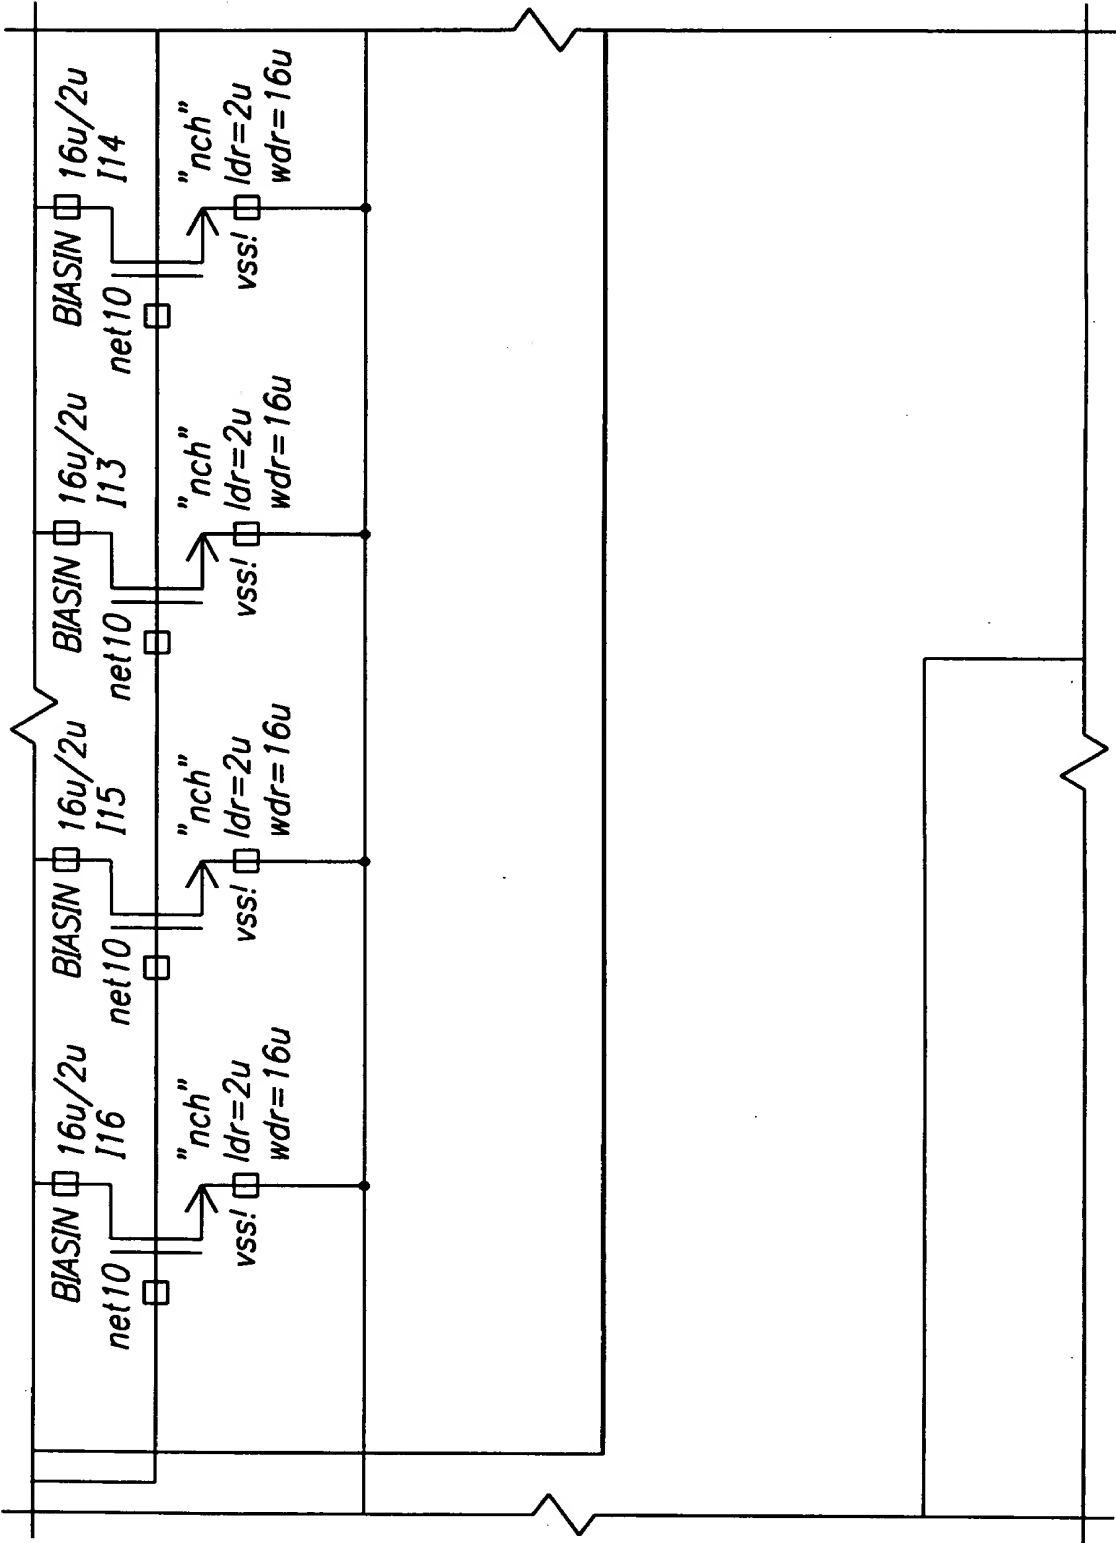 BIASIN
16u/2u
I16
net10
"nch"
ldr=2u
vss!
wdr=16u
BIASIN
16u/2u
I15
net10
"nch"
ldr=2u
vss!
wdr=16u
BIASIN
16u/2u
I13
net10
"nch"
ldr=2u
vss!
wdr=16u
BIASIN
16u/2u
I14
net10
"nch"
ldr=2u
vss!
wdr=16u